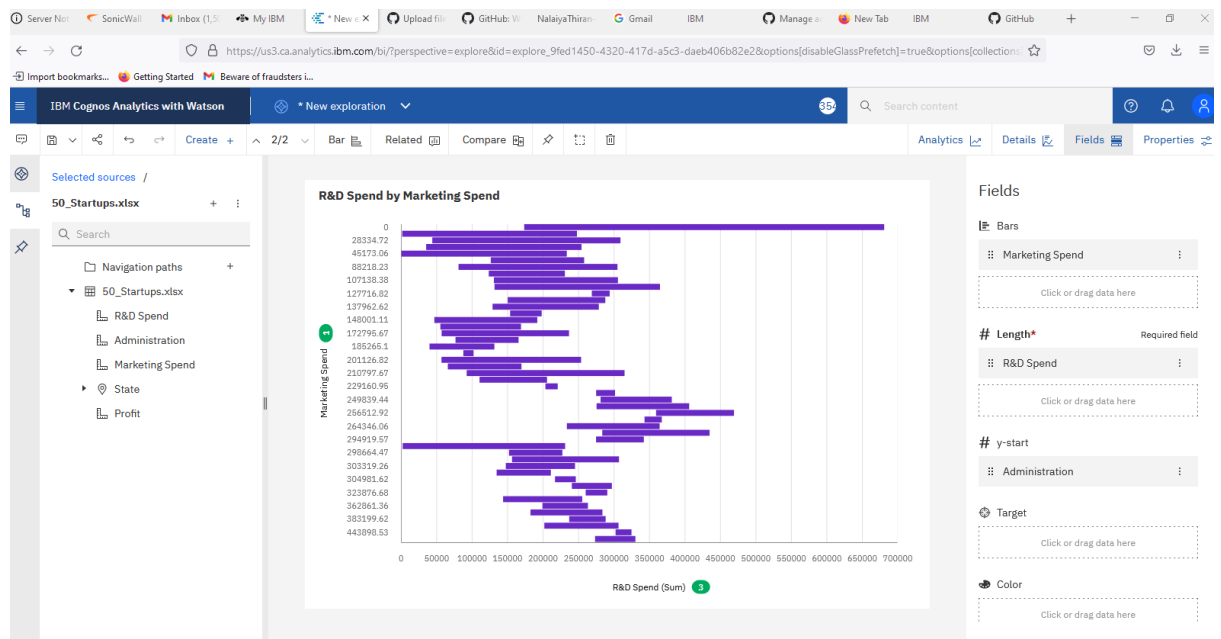 Server Not SonicWall Inbox (1,5 My IBM * New e Upload file GitHub: W NalaiyaThiran- Gmail IBM Manage a New Tab IBM GitHub
https://us3.ca.analytics.ibm.com/bi/?perspective=explore&id=explore_9fed1450-4320-417d-a5c3-daeb406b82e2&options[disableGlassPrefetch]=true&options[collections
Import bookmarks... Getting Started Beware of fraudsters i...
IBM Cognos Analytics with Watson * New exploration 354 Search content
Create + 2/2 Bar Related Compare Analytics Details Fields Properties
Selected sources /
50_Startups.xlsx
Search
Navigation paths
50_Startups.xlsx
R&D Spend
Administration
Marketing Spend
State
Profit
R&D Spend by Marketing Spend
Marketing Spend 1
0
28334.72
45173.06
88218.23
107138.38
127716.82
137962.62
148001.11
172795.67
185265.1
201126.82
210797.67
229160.95
249839.44
256512.92
264346.06
294919.57
298664.47
303319.26
304981.62
323876.68
362861.36
383199.62
443898.53
0 50000 100000 150000 200000 250000 300000 350000 400000 450000 500000 550000 600000 650000 700000
R&D Spend (Sum) 3
Fields
Bars
Marketing Spend
Click or drag data here
# Length* Required field
R&D Spend
Click or drag data here
# y-start
Administration
Target
Click or drag data here
Color
Click or drag data here